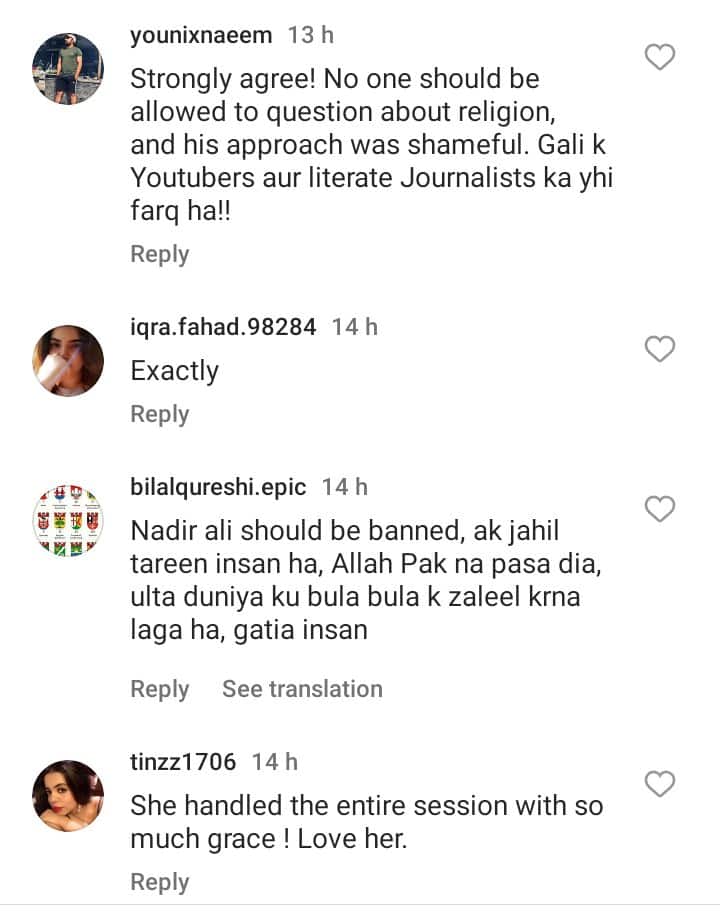 younixnaeem 13 h
Strongly agree! No one should be
allowed to question about religion,
and his approach was shameful. Gali k
Youtubers aur literate Journalists ka yhi
farq ha!!
Reply
iqra.fahad.98284 14 h
Exactly
Reply
bilalqureshi.epic 14 h
Nadir ali should be banned, ak jahil
tareen insan ha, Allah Pak na pasa dia,
ulta duniya ku bula bula k zaleel krna
laga ha, gatia insan
Reply See translation
tinzz1706 14 h
She handled the entire session with so
much grace ! Love her.
Reply